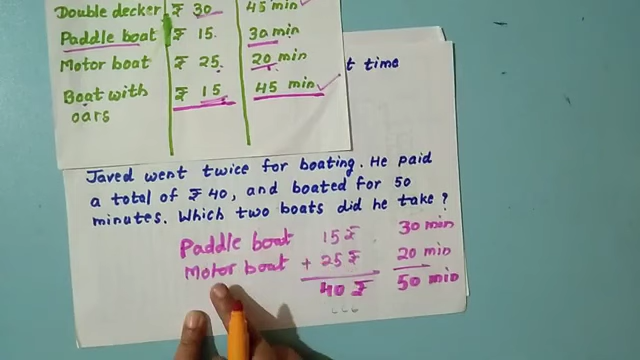 Double decker ₹ 30 45 min
Paddle boat ₹ 15 30 min
Motor boat ₹ 25 20 min
Boat with ₹ 15 45 min
oars
time
Javed went twice for boating. He paid
a total of ₹ 40, and boated for 50
minutes. Which two boats did he take?
Paddle boat 15 ₹ 30 min
Motor boat + 25 ₹ 20 min
40 ₹ 50 min